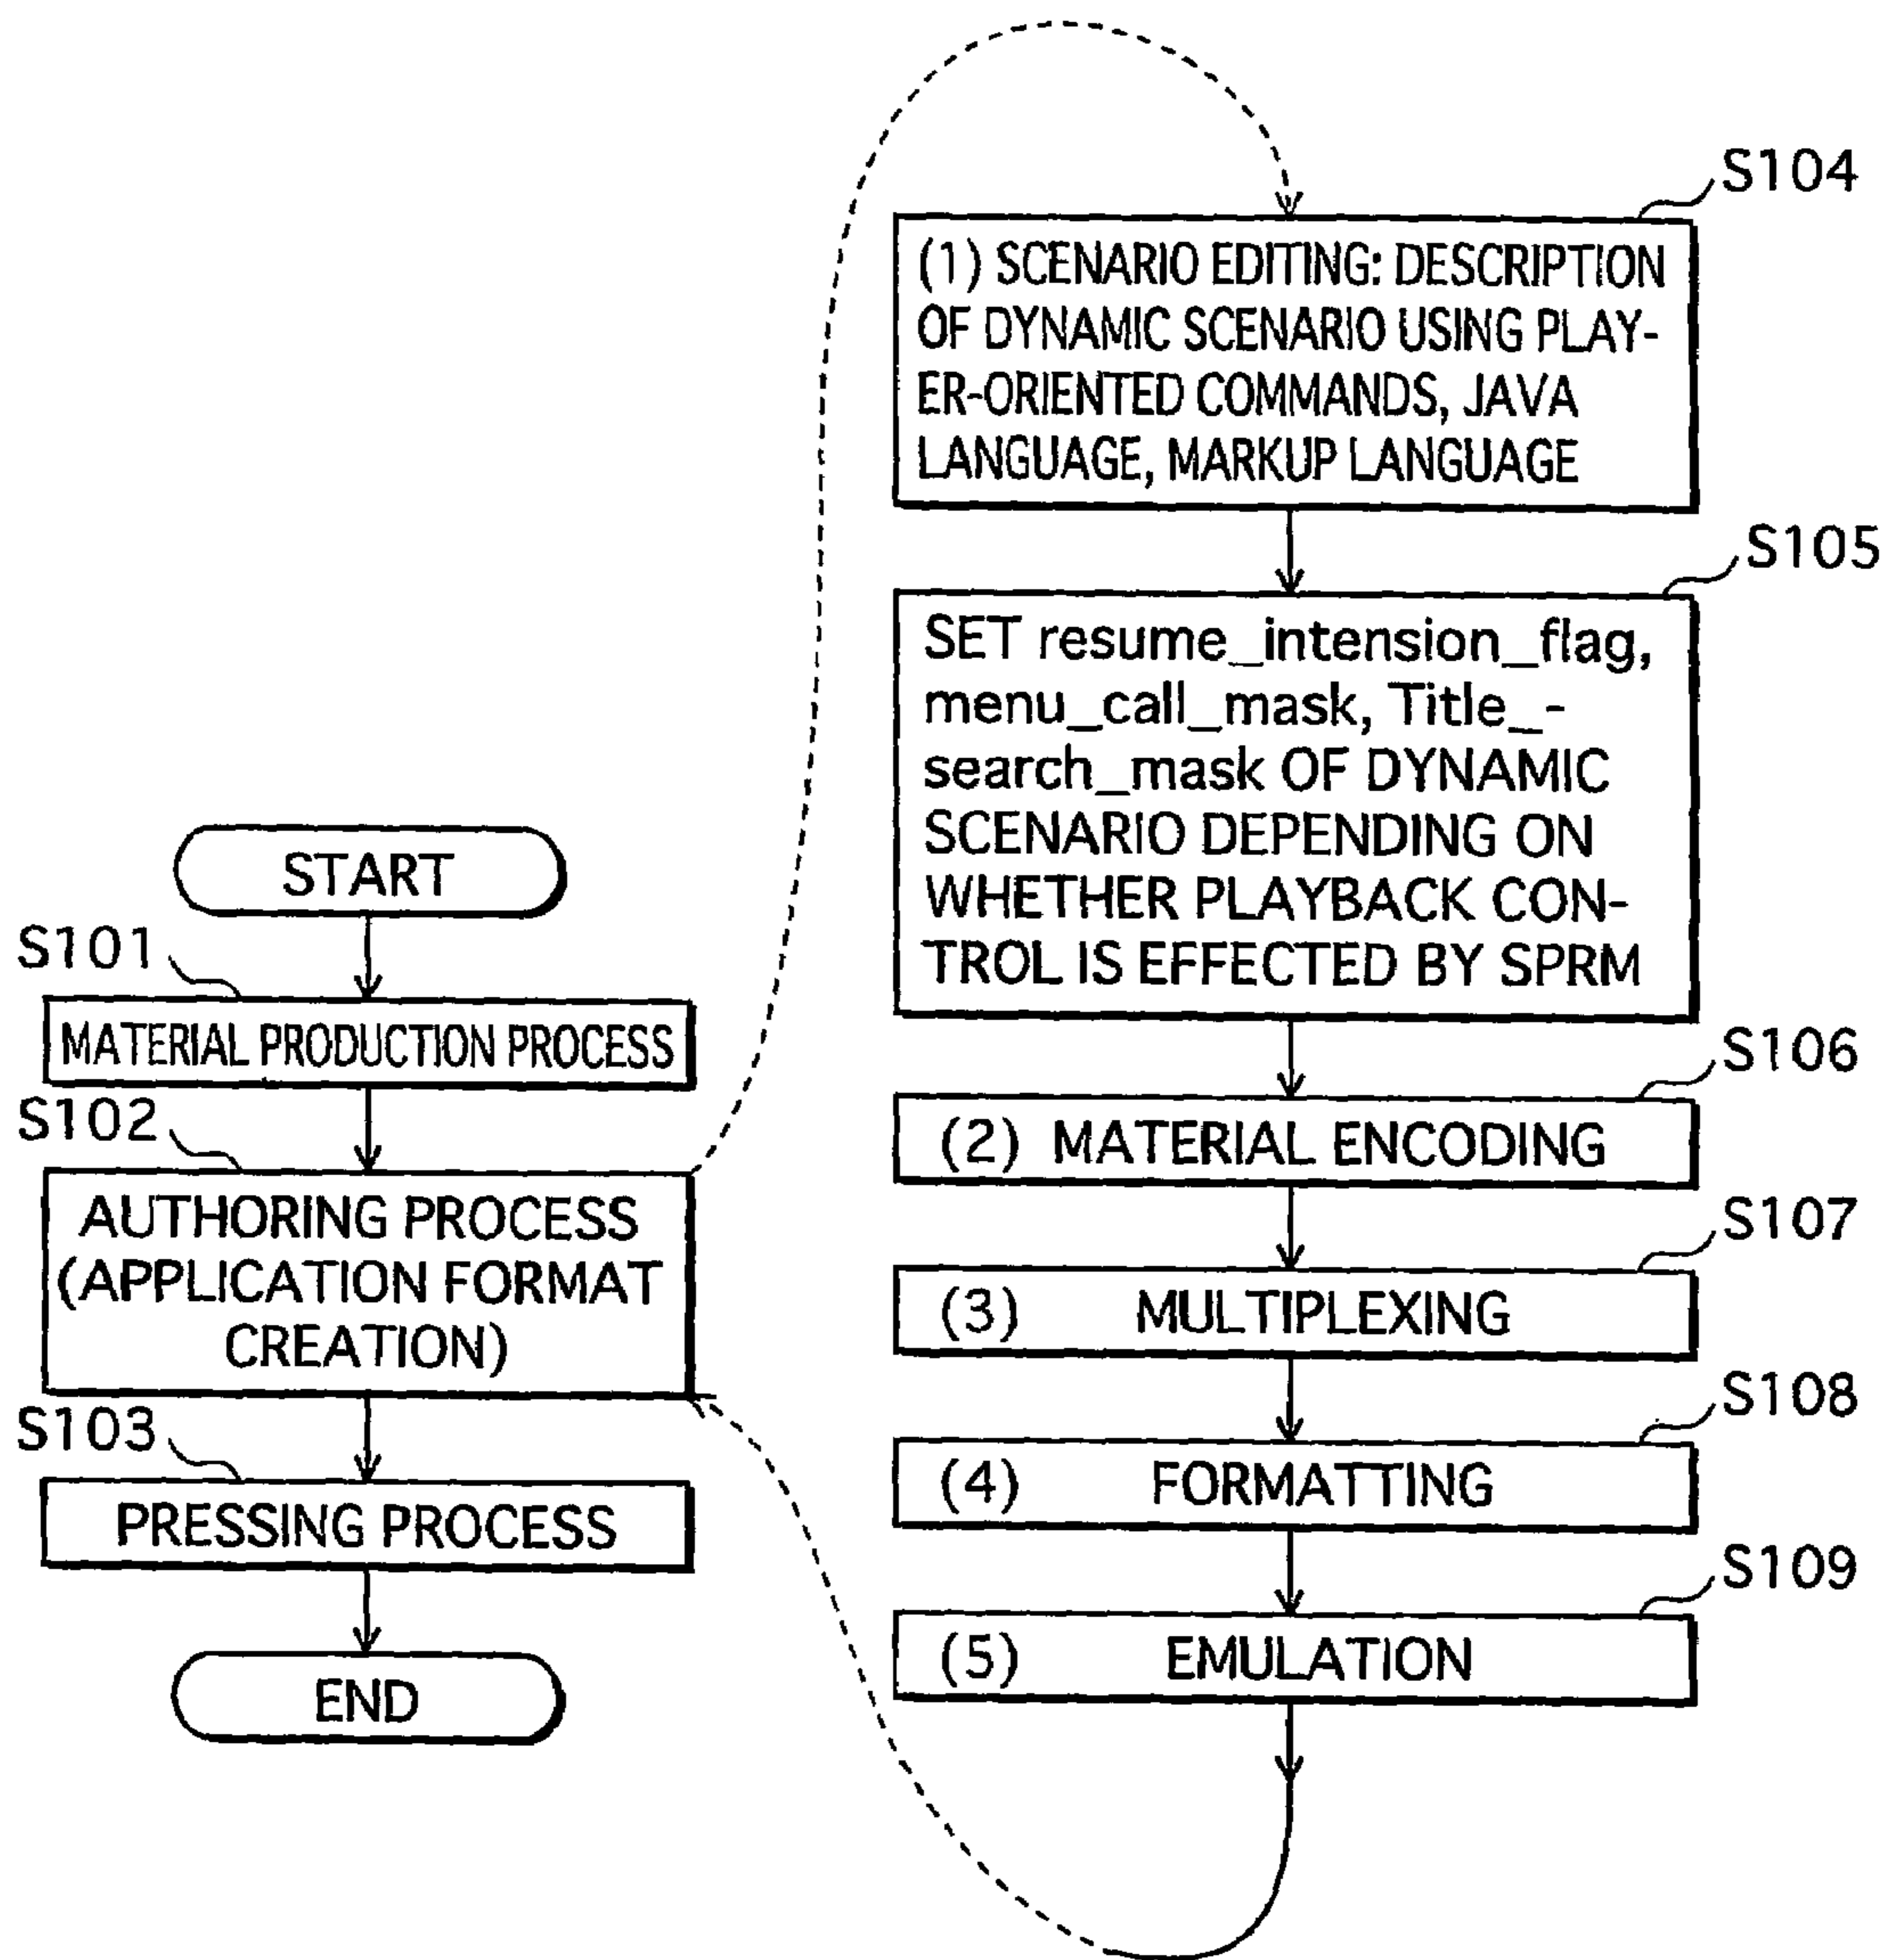 START
S101
MATERIAL PRODUCTION PROCESS
S102
AUTHORING PROCESS
(APPLICATION FORMAT
CREATION)
S103
PRESSING PROCESS
END
S104
(1) SCENARIO EDITING: DESCRIPTION
OF DYNAMIC SCENARIO USING PLAY-
ER-ORIENTED COMMANDS, JAVA
LANGUAGE, MARKUP LANGUAGE
S105
SET resume_intension_flag,
menu_call_mask, Title_-
search_mask OF DYNAMIC
SCENARIO DEPENDING ON
WHETHER PLAYBACK CON-
TROL IS EFFECTED BY SPRM
S106
(2) MATERIAL ENCODING
S107
(3) MULTIPLEXING
S108
(4) FORMATTING
S109
(5) EMULATION